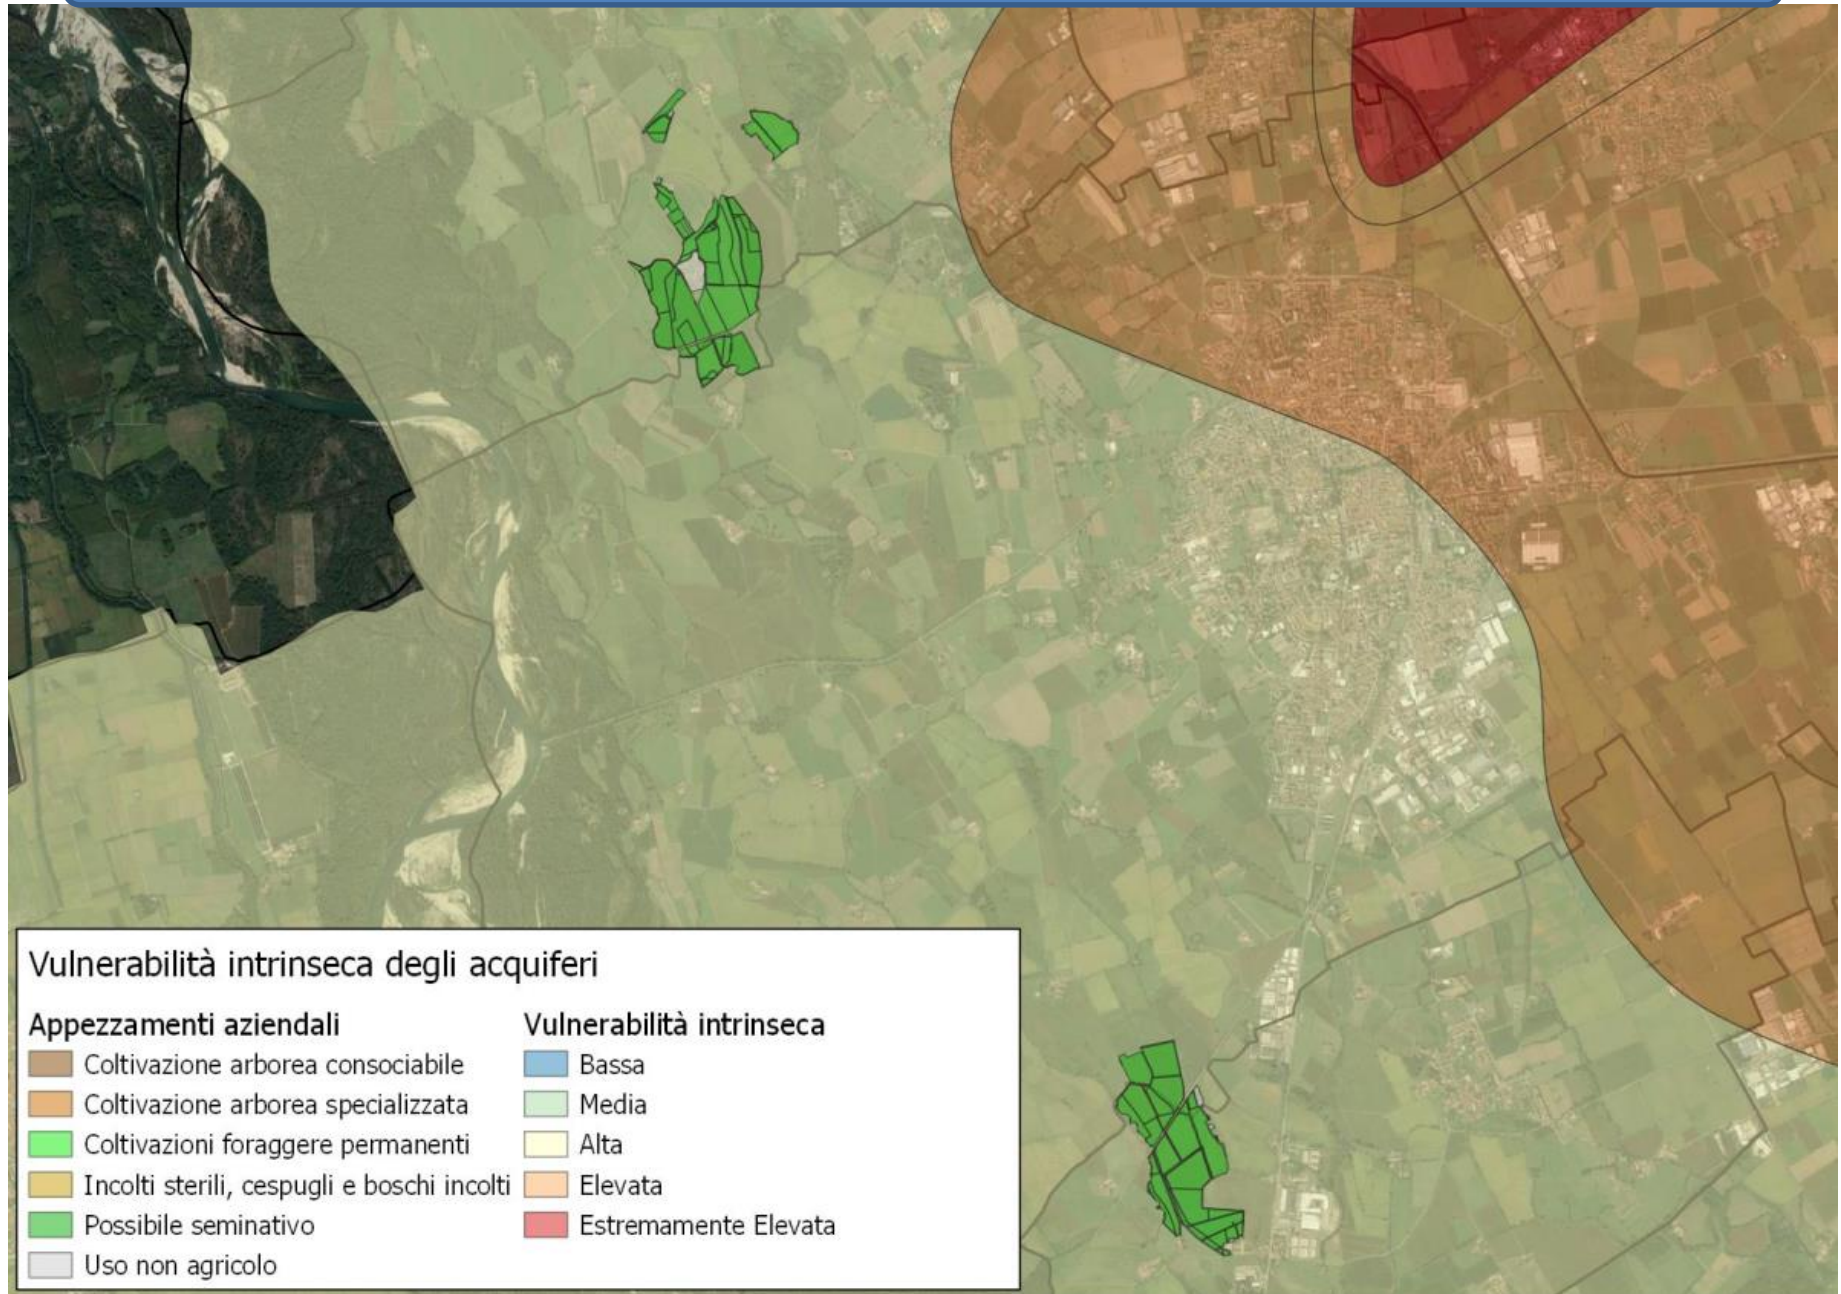 Vulnerabilità intrinseca degli acquiferi
Appezzamenti aziendali
Coltivazione arborea consociabile
Coltivazione arborea specializzata
Coltivazioni foraggere permanenti
Incolti sterili, cespugli e boschi incolti
Possibile seminativo
Uso non agricolo
Vulnerabilità intrinseca
Bassa
Media
Alta
Elevata
Estremamente Elevata